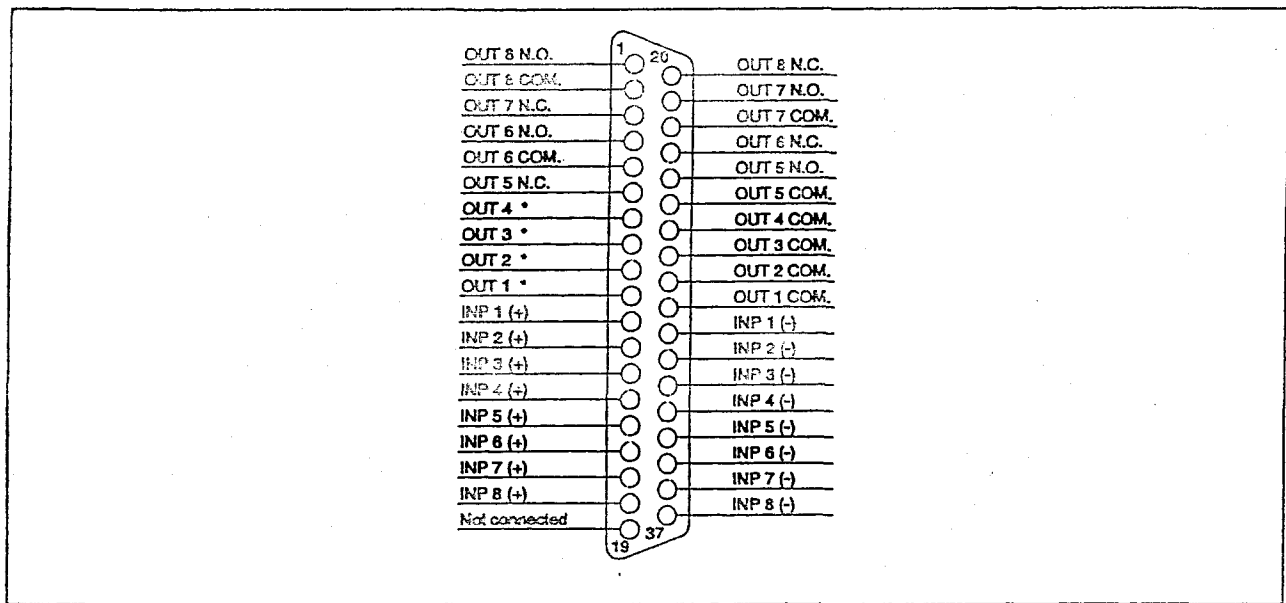 1
20
OUT 8 N.O.
OUT 8 COM.
OUT 7 N.C.
OUT 6 N.O.
OUT 6 COM.
OUT 5 N.C.
OUT 4 *
OUT 3 *
OUT 2 *
OUT 1 *
INP 1 (+)
INP 2 (+)
INP 3 (+)
INP 4 (+)
INP 5 (+)
INP 6 (+)
INP 7 (+)
INP 8 (+)
Not connected
OUT 8 N.C.
OUT 7 N.O.
OUT 7 COM.
OUT 6 N.C.
OUT 5 N.O.
OUT 5 COM.
OUT 4 COM.
OUT 3 COM.
OUT 2 COM.
OUT 1 COM.
INP 1 (-)
INP 2 (-)
INP 3 (-)
INP 4 (-)
INP 5 (-)
INP 6 (-)
INP 7 (-)
INP 8 (-)
19
37